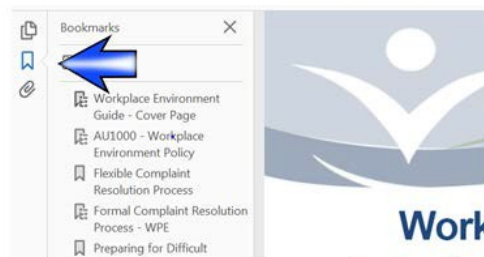 Bookmarks
Workplace Environment
Guide - Cover Page
AU1000 - Workplace
Environment Policy
Flexible Complaint
Resolution Process
Formal Complaint Resolution
Process - WPE
Preparing for Difficult
Work